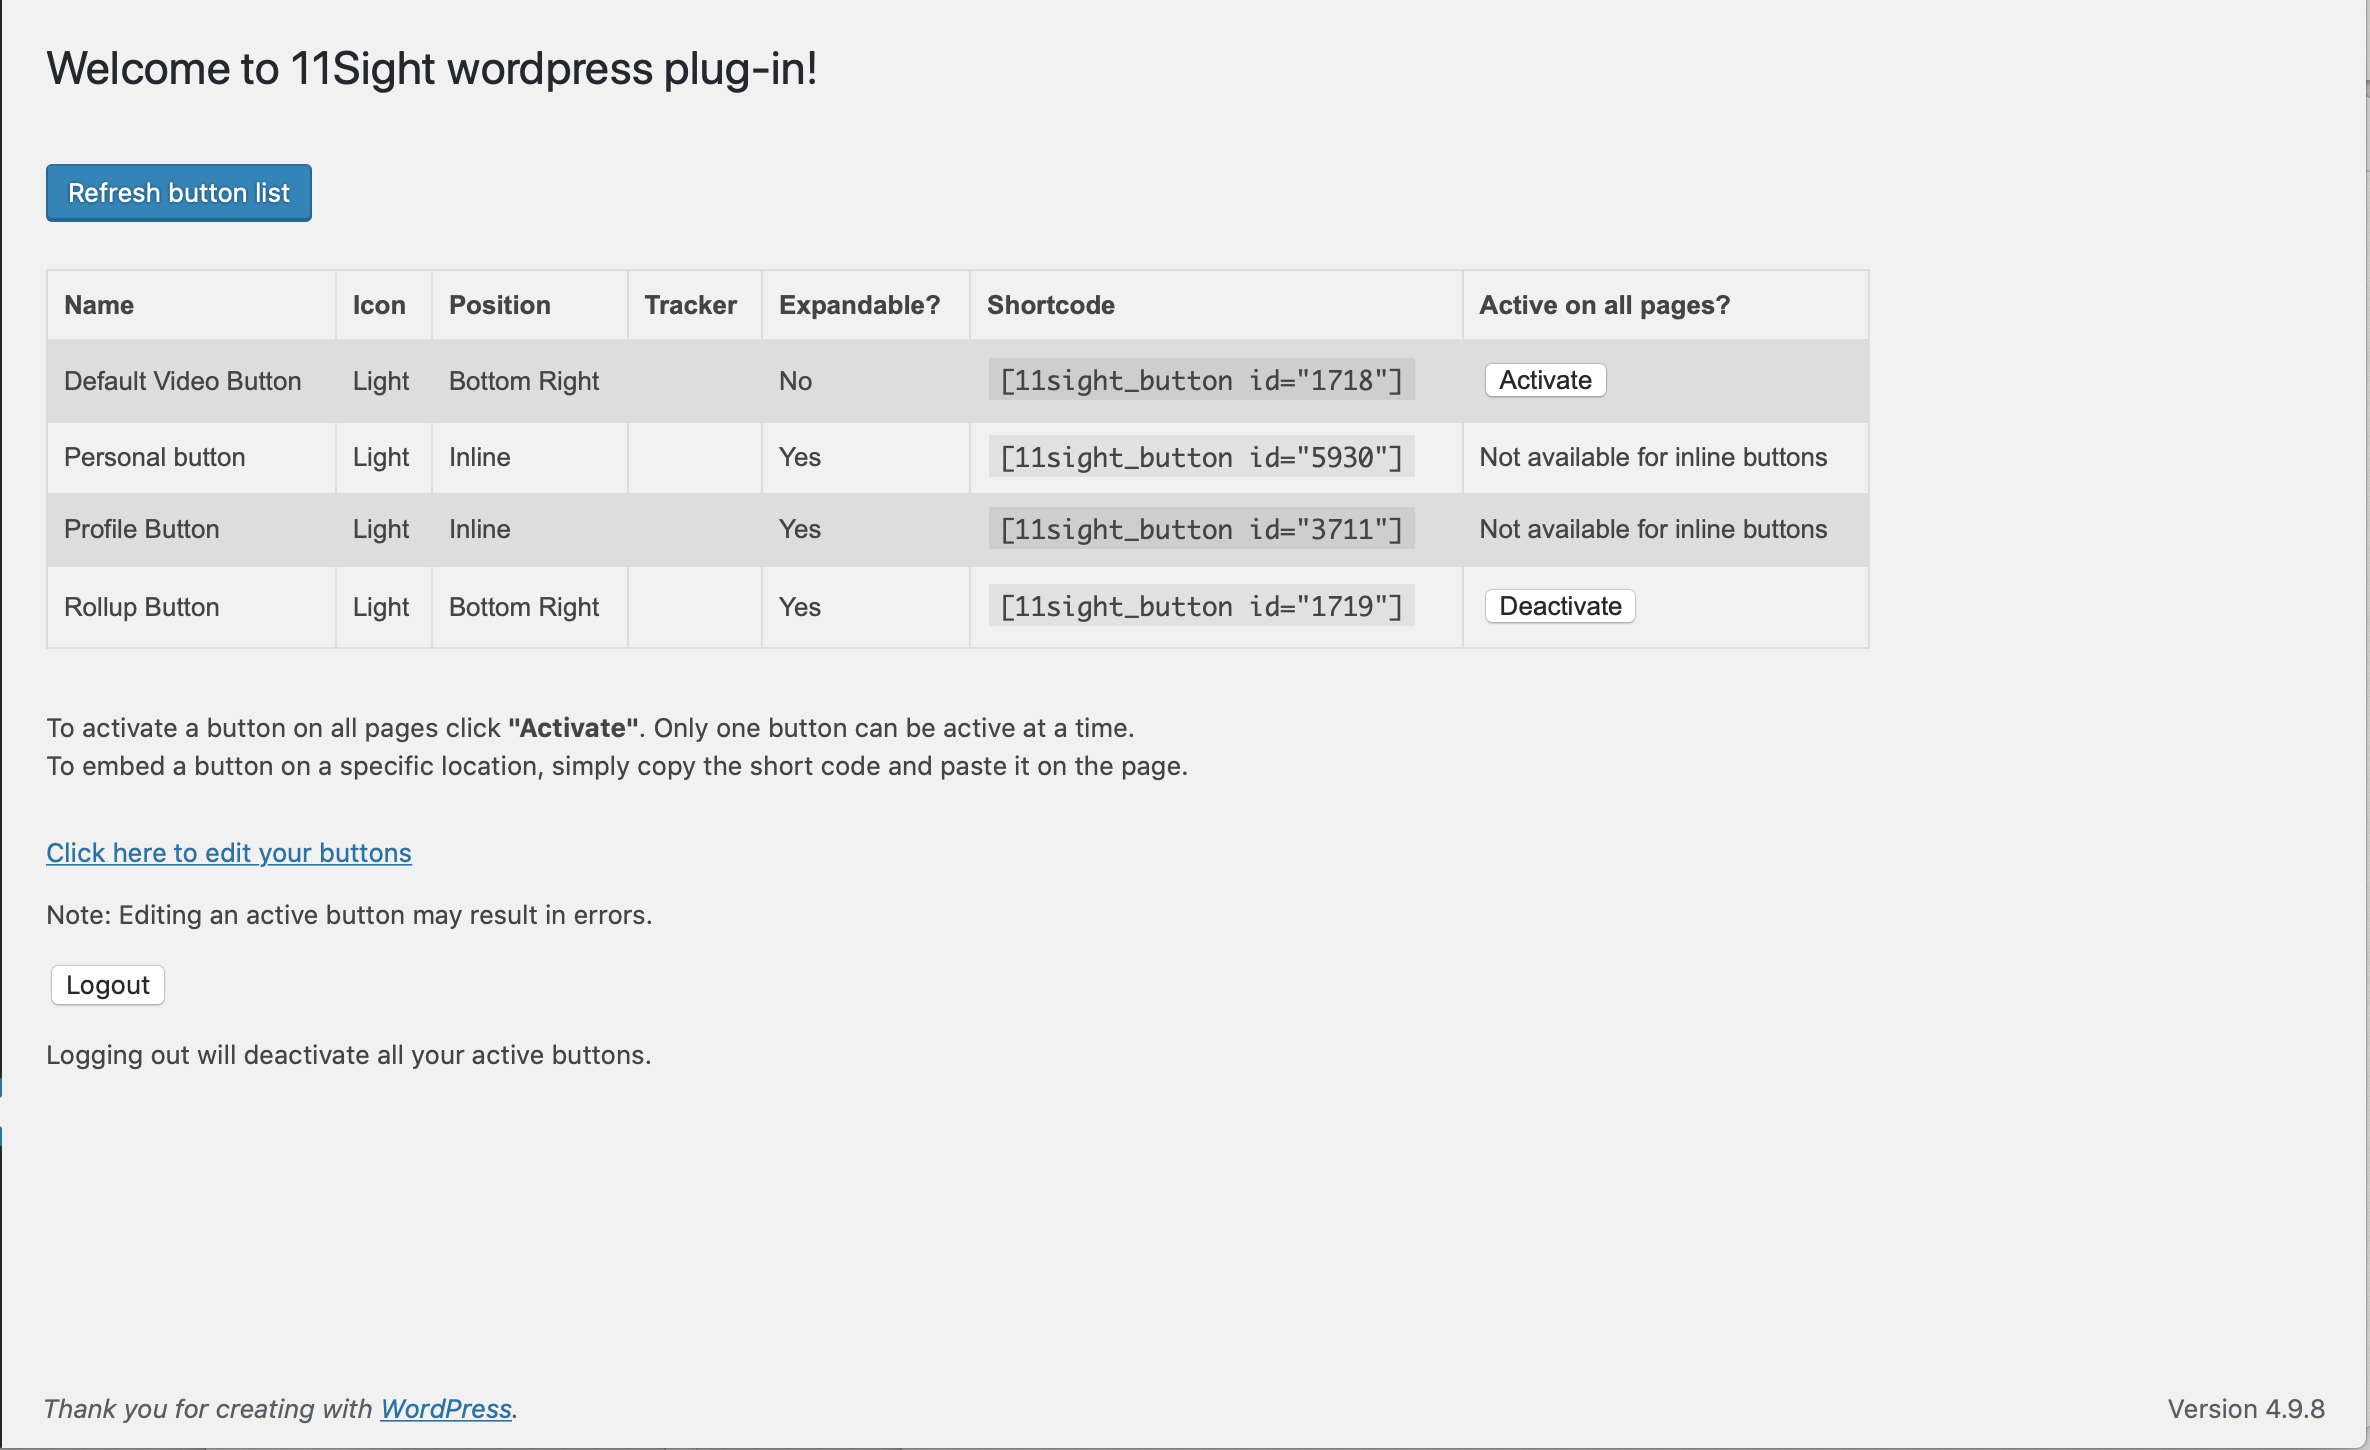 Welcome to 11Sight wordpress plug-in!
Refresh button list
Name Icon Position Tracker Expandable? Shortcode Active on all pages?
Default Video Button Light Bottom Right No [11sight_button id="1718"] Activate
Personal button Light Inline Yes [11sight_button id="5930"] Not available for inline buttons
Profile Button Light Inline Yes [11sight_button id="3711"] Not available for inline buttons
Rollup Button Light Bottom Right Yes [11sight_button id="1719"] Deactivate
To activate a button on all pages click "Activate". Only one button can be active at a time.
To embed a button on a specific location, simply copy the short code and paste it on the page.
Click here to edit your buttons
Note: Editing an active button may result in errors.
Logout
Logging out will deactivate all your active buttons.
Thank you for creating with WordPress. Version 4.9.8